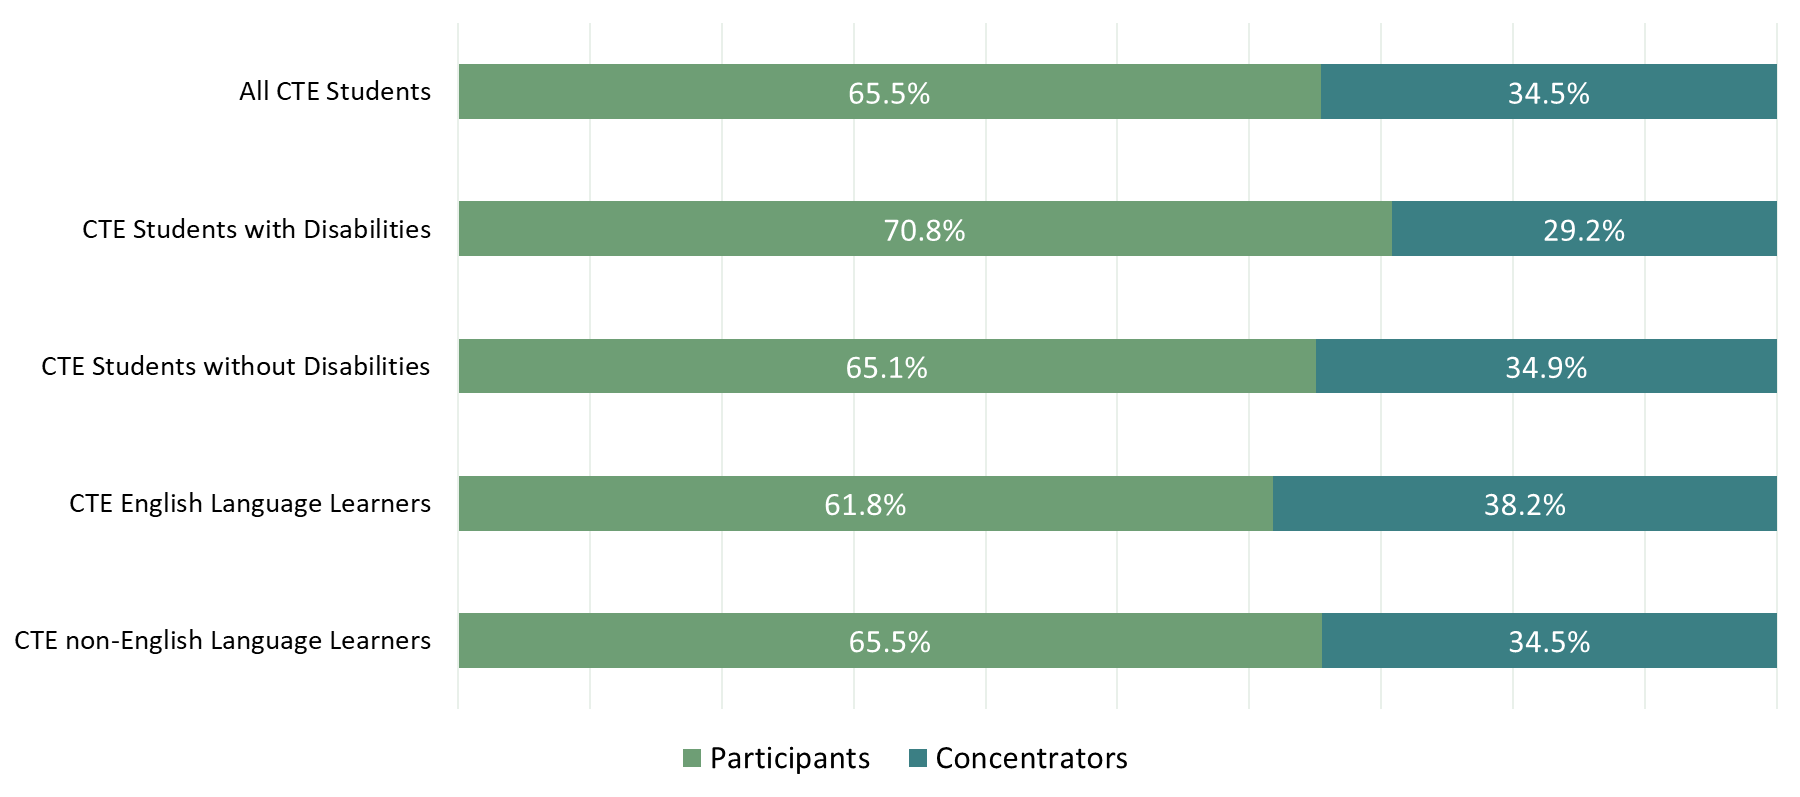 All CTE Students
65.5%
34.5%
CTE Students with Disabilities
70.8%
29.2%
CTE Students without Disabilities
65.1%
34.9%
CTE English Language Learners
61.8%
38.2%
CTE non-English Language Learners
65.5%
34.5%
Participants
Concentrators